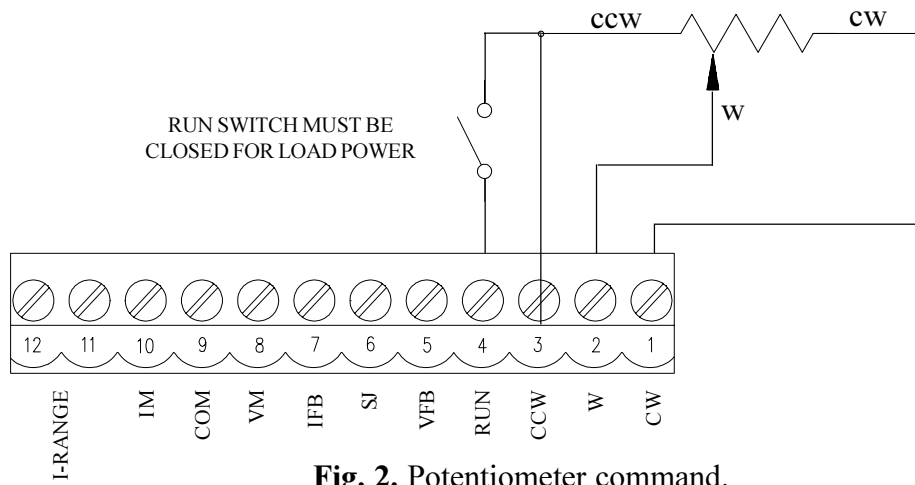 ccw cw
W
RUN SWITCH MUST BE
CLOSED FOR LOAD POWER
12 11 10 9 8 7 6 5 4 3 2 1
I-RANGE IM COM VM IFB SJ VFB RUN CCW W CW
Fig. 2. Potentiometer command.